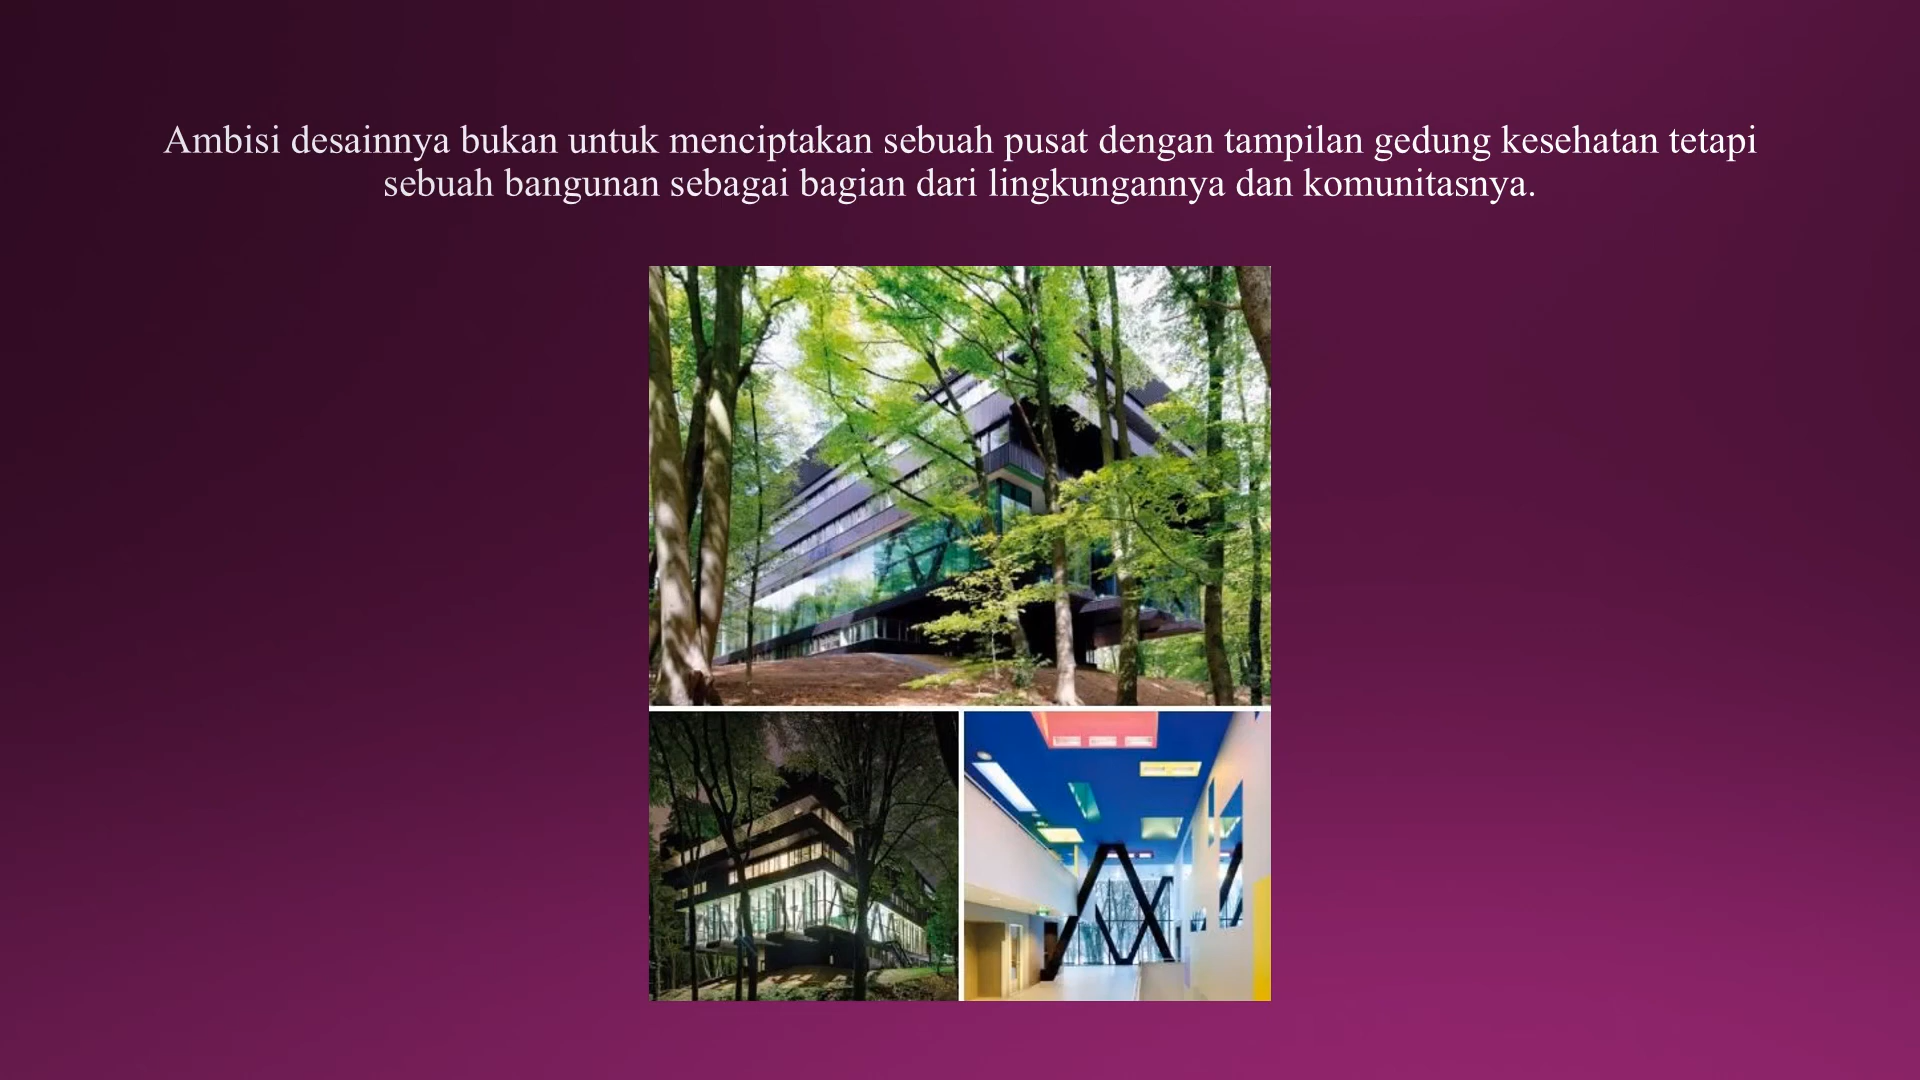 Ambisi desainnya bukan untuk menciptakan sebuah pusat dengan tampilan gedung kesehatan tetapi
sebuah bangunan sebagai bagian dari lingkungannya dan komunitasnya.